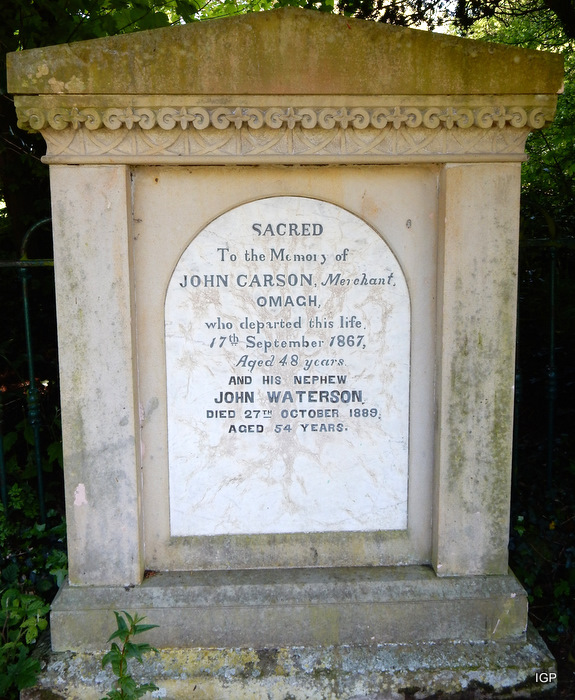 SACRED
To the Memory of
JOHN CARSON, Merchant,
OMAGH,
who departed this life,
17th September 1867,
Aged 48 years.
AND HIS NEPHEW
JOHN WATERSON,
DIED 27TH OCTOBER 1889,
AGED 54 YEARS.
IGP